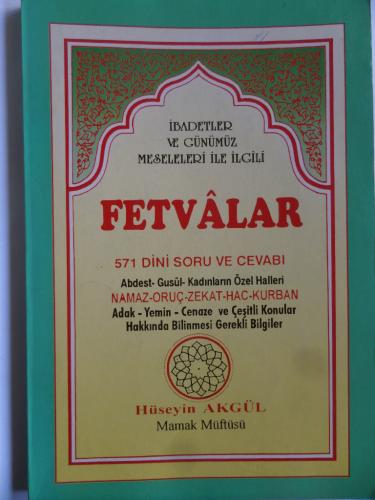 İBADETLER
VE GÜNÜMÜZ
MESELELERİ İLE İLGİLİ
FETVÂLAR
571 DİNİ SORU VE CEVABI
Abdest- Gusül- Kadınların Özel Halleri
NAMAZ-ORUÇ-ZEKAT-HAC-KURBAN
Adak - Yemin - Cenaze ve Çeşitli Konular
Hakkında Bilinmesi Gerekli Bilgiler
Hüseyin AKGÜL
Mamak Müftüsü